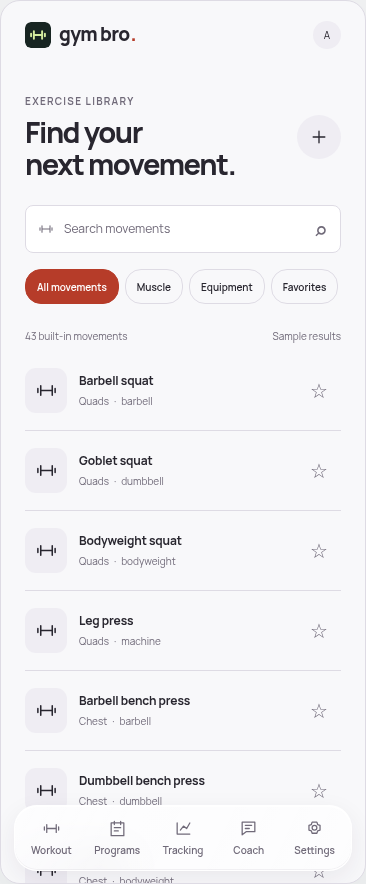 gym bro.
A
EXERCISE LIBRARY
Find your
next movement.
Search movements
All movements
Muscle
Equipment
Favorites
43 built-in movements
Sample results
Barbell squat
Quads · barbell
Goblet squat
Quads · dumbbell
Bodyweight squat
Quads · bodyweight
Leg press
Quads · machine
Barbell bench press
Chest · barbell
Dumbbell bench press
Chest · dumbbell
Workout
Programs
Tracking
Coach
Settings
Chest · bodyweight